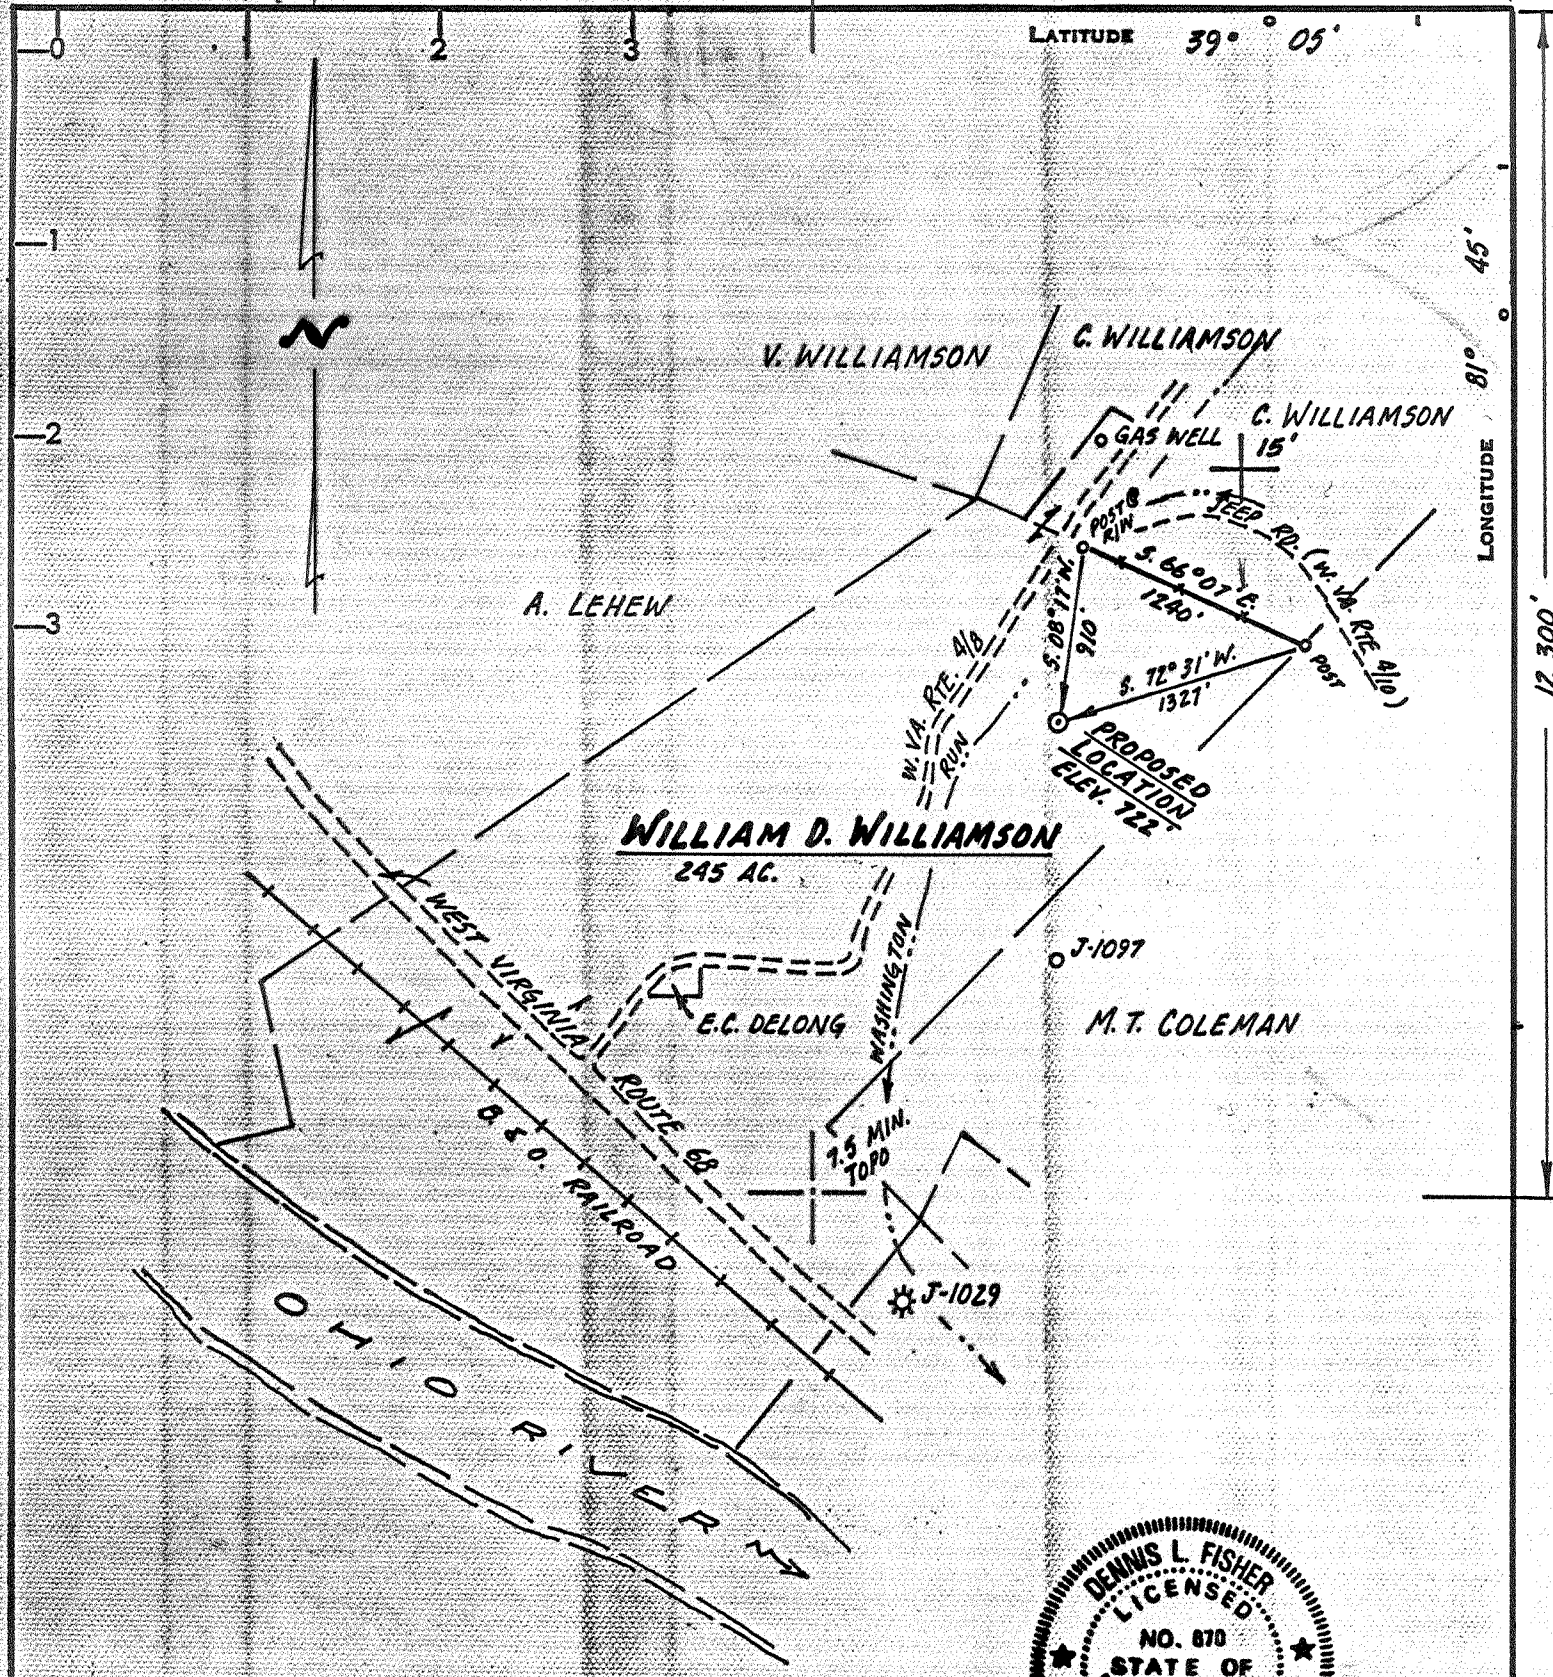 LATITUDE 39° 05'
0
2
3
1
2
3
LONGITUDE 81° 45'
12,300'
N
V. WILLIAMSON
C. WILLIAMSON
C. WILLIAMSON
15'
GAS WELL
POST @
R/W
JEEP RD. (W. VA. RTE 4/10)
S. 66° 07' E.
1240'
S. 08° 17' W.
910'
S. 72° 31' W.
1327'
POST
A. LEHEW
W. VA. RTE. 4/8
RUN
PROPOSED
LOCATION
ELEV. 722'
WILLIAM D. WILLIAMSON
245 AC.
WEST VIRGINIA
ROUTE 68
WASHINGTON
J-1097
E.C. DELONG
M.T. COLEMAN
B. & O. RAILROAD
7.5 MIN.
TOPO
J-1029
OHIO RIVER
DENNIS L. FISHER
LICENSED
NO. 670
STATE OF